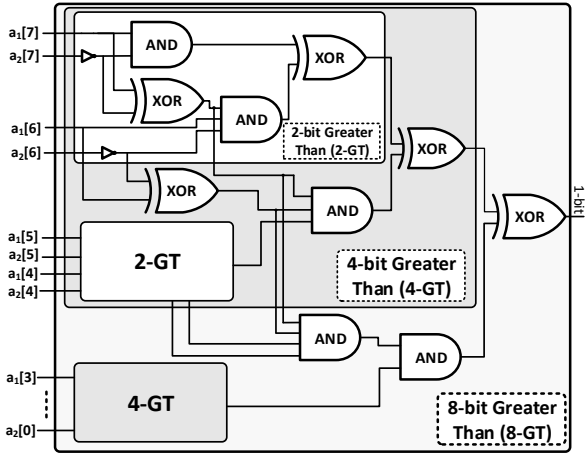 a1[7]
a2[7]
AND
XOR
XOR
a1[6]
AND
a2[6]
2-bit Greater
Than (2-GT)
XOR
XOR
XOR
AND
1-bit
a1[5]
a2[5]
a1[4]
a2[4]
2-GT
4-bit Greater
Than (4-GT)
AND
AND
a1[3]
a2[0]
4-GT
8-bit Greater
Than (8-GT)